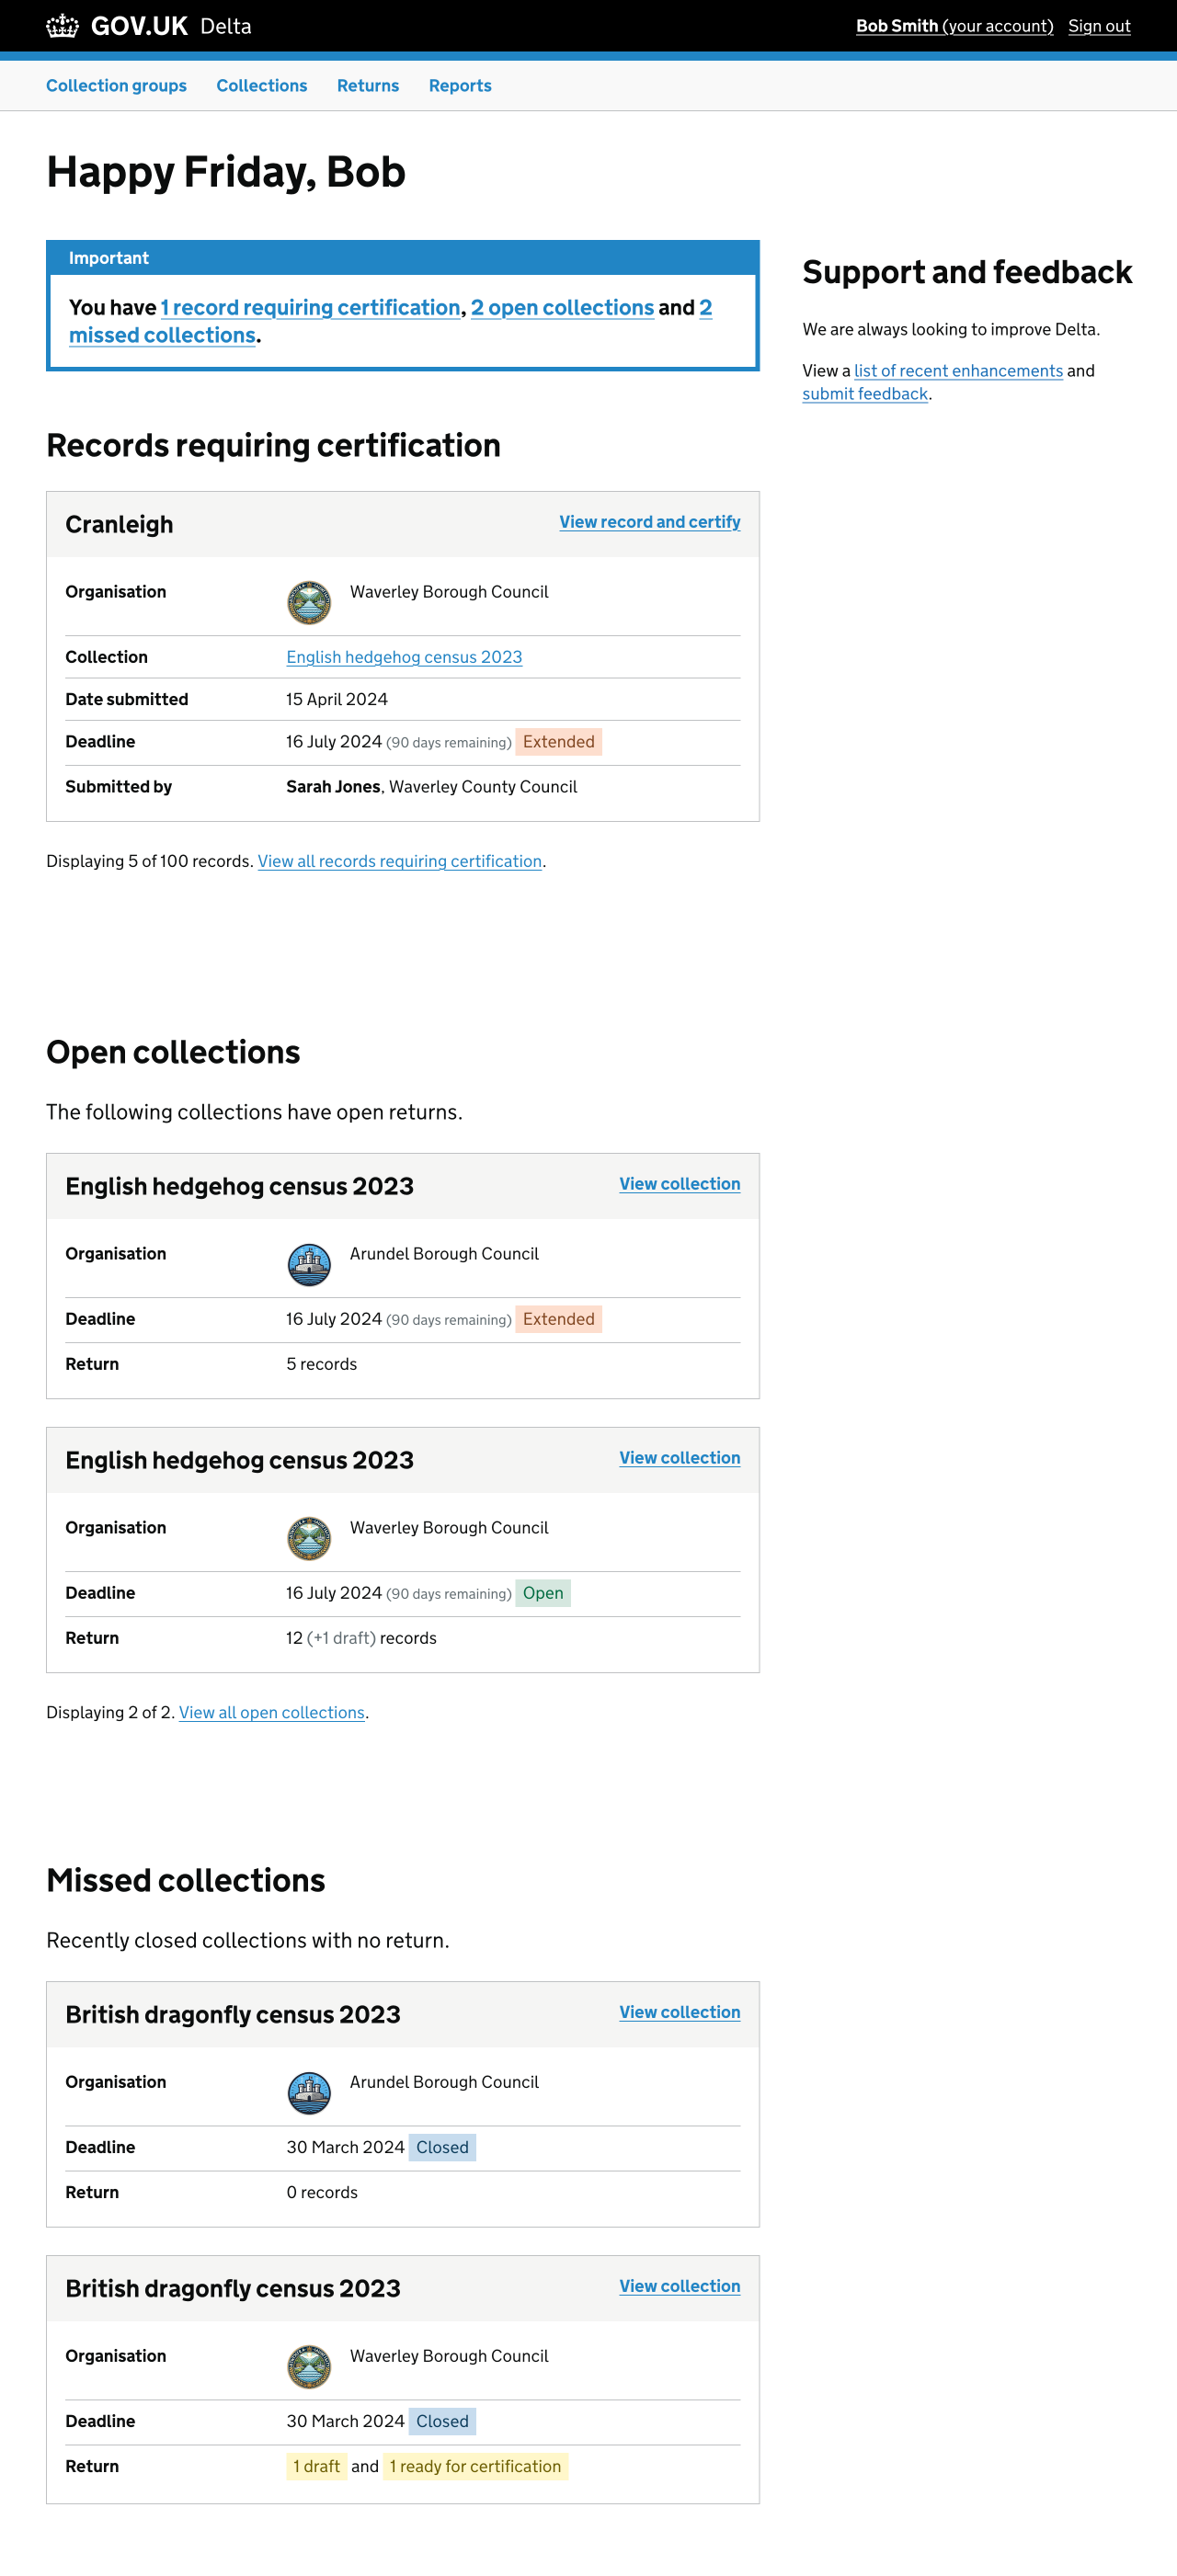 GOV.UK Delta
Bob Smith (your account) Sign out
Collection groups Collections Returns Reports
Happy Friday, Bob
Important
You have 1 record requiring certification, 2 open collections and 2
missed collections.
Support and feedback
We are always looking to improve Delta.
View a list of recent enhancements and
submit feedback.
Records requiring certification
Cranleigh View record and certify
Organisation Waverley Borough Council
Collection English hedgehog census 2023
Date submitted 15 April 2024
Deadline 16 July 2024 (90 days remaining) Extended
Submitted by Sarah Jones, Waverley County Council
Displaying 5 of 100 records. View all records requiring certification.
Open collections
The following collections have open returns.
English hedgehog census 2023 View collection
Organisation Arundel Borough Council
Deadline 16 July 2024 (90 days remaining) Extended
Return 5 records
English hedgehog census 2023 View collection
Organisation Waverley Borough Council
Deadline 16 July 2024 (90 days remaining) Open
Return 12 (+1 draft) records
Displaying 2 of 2. View all open collections.
Missed collections
Recently closed collections with no return.
British dragonfly census 2023 View collection
Organisation Arundel Borough Council
Deadline 30 March 2024 Closed
Return 0 records
British dragonfly census 2023 View collection
Organisation Waverley Borough Council
Deadline 30 March 2024 Closed
Return 1 draft and 1 ready for certification